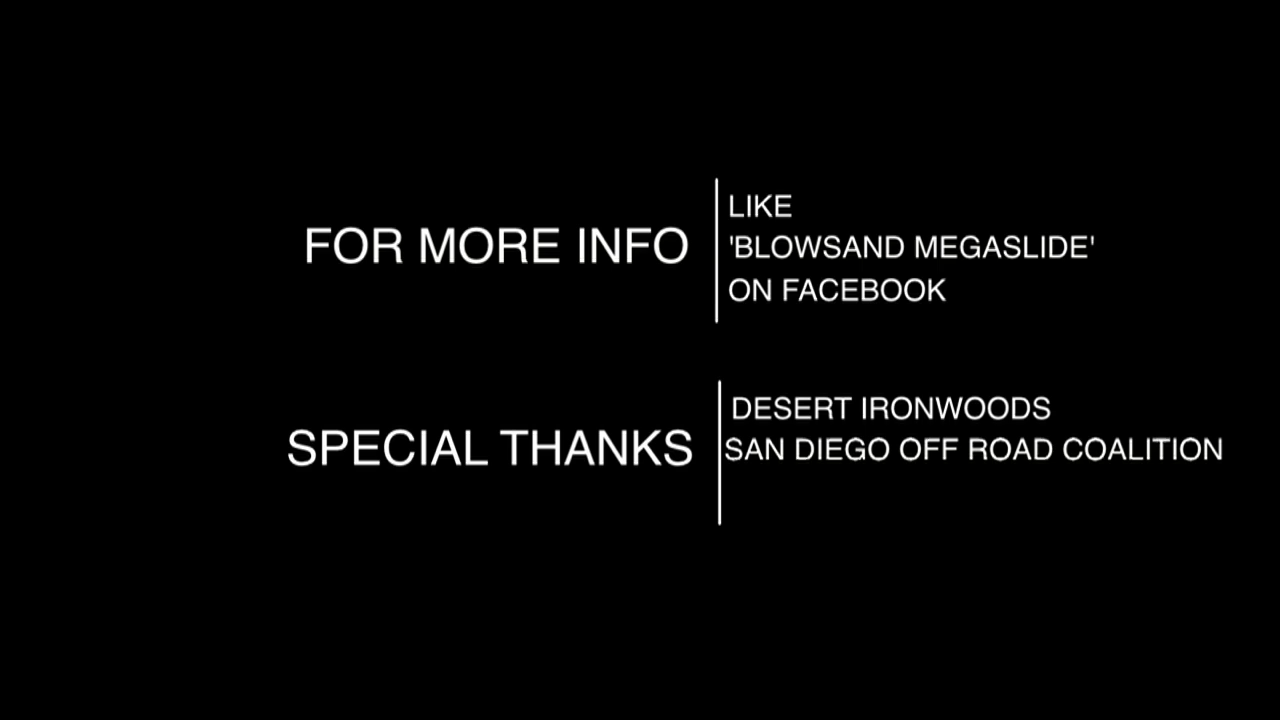 FOR MORE INFO
LIKE
'BLOWSAND MEGASLIDE'
ON FACEBOOK
SPECIAL THANKS
DESERT IRONWOODS
SAN DIEGO OFF ROAD COALITION